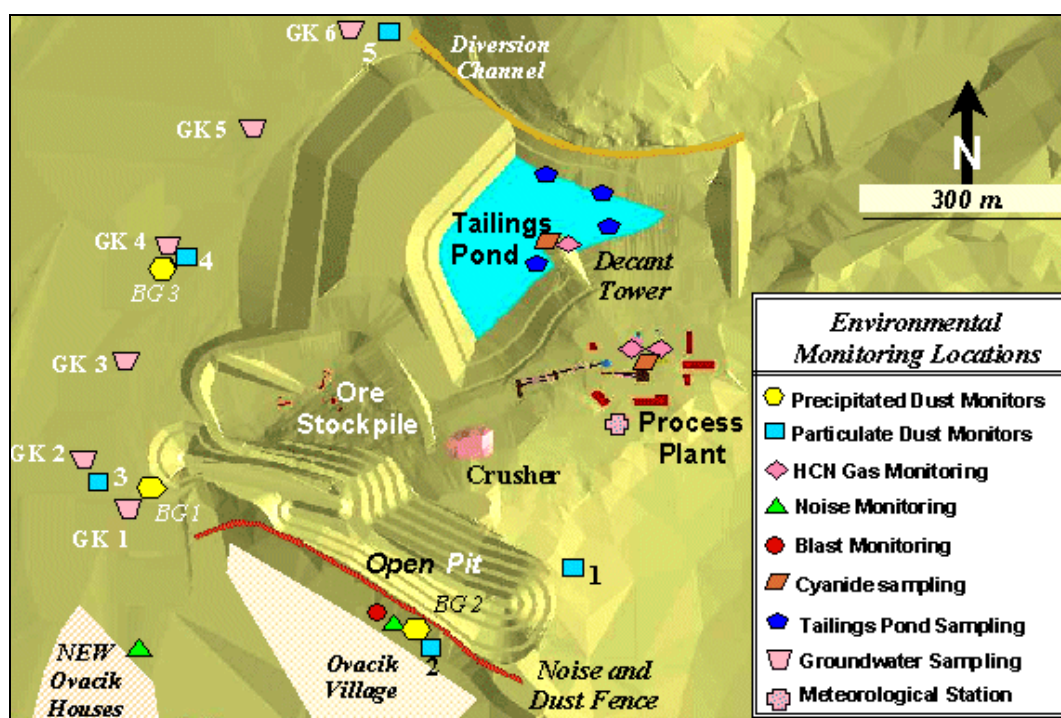 GK 6
5
Diversion
Channel
N
300 m
GK 5
Tailings
Pond
GK 4
4
BG 3
Decant
Tower
GK 3
Ore
Stockpile
Process
Plant
Crusher
GK 2
3
BG 1
GK 1
Open Pit
1
BG 2
2
NEW
Ovacik
Houses
Ovacik
Village
Noise and
Dust Fence
Environmental
Monitoring Locations
Precipitated Dust Monitors
Particulate Dust Monitors
HCN Gas Monitoring
Noise Monitoring
Blast Monitoring
Cyanide sampling
Tailings Pond Sampling
Groundwater Sampling
Meteorological Station